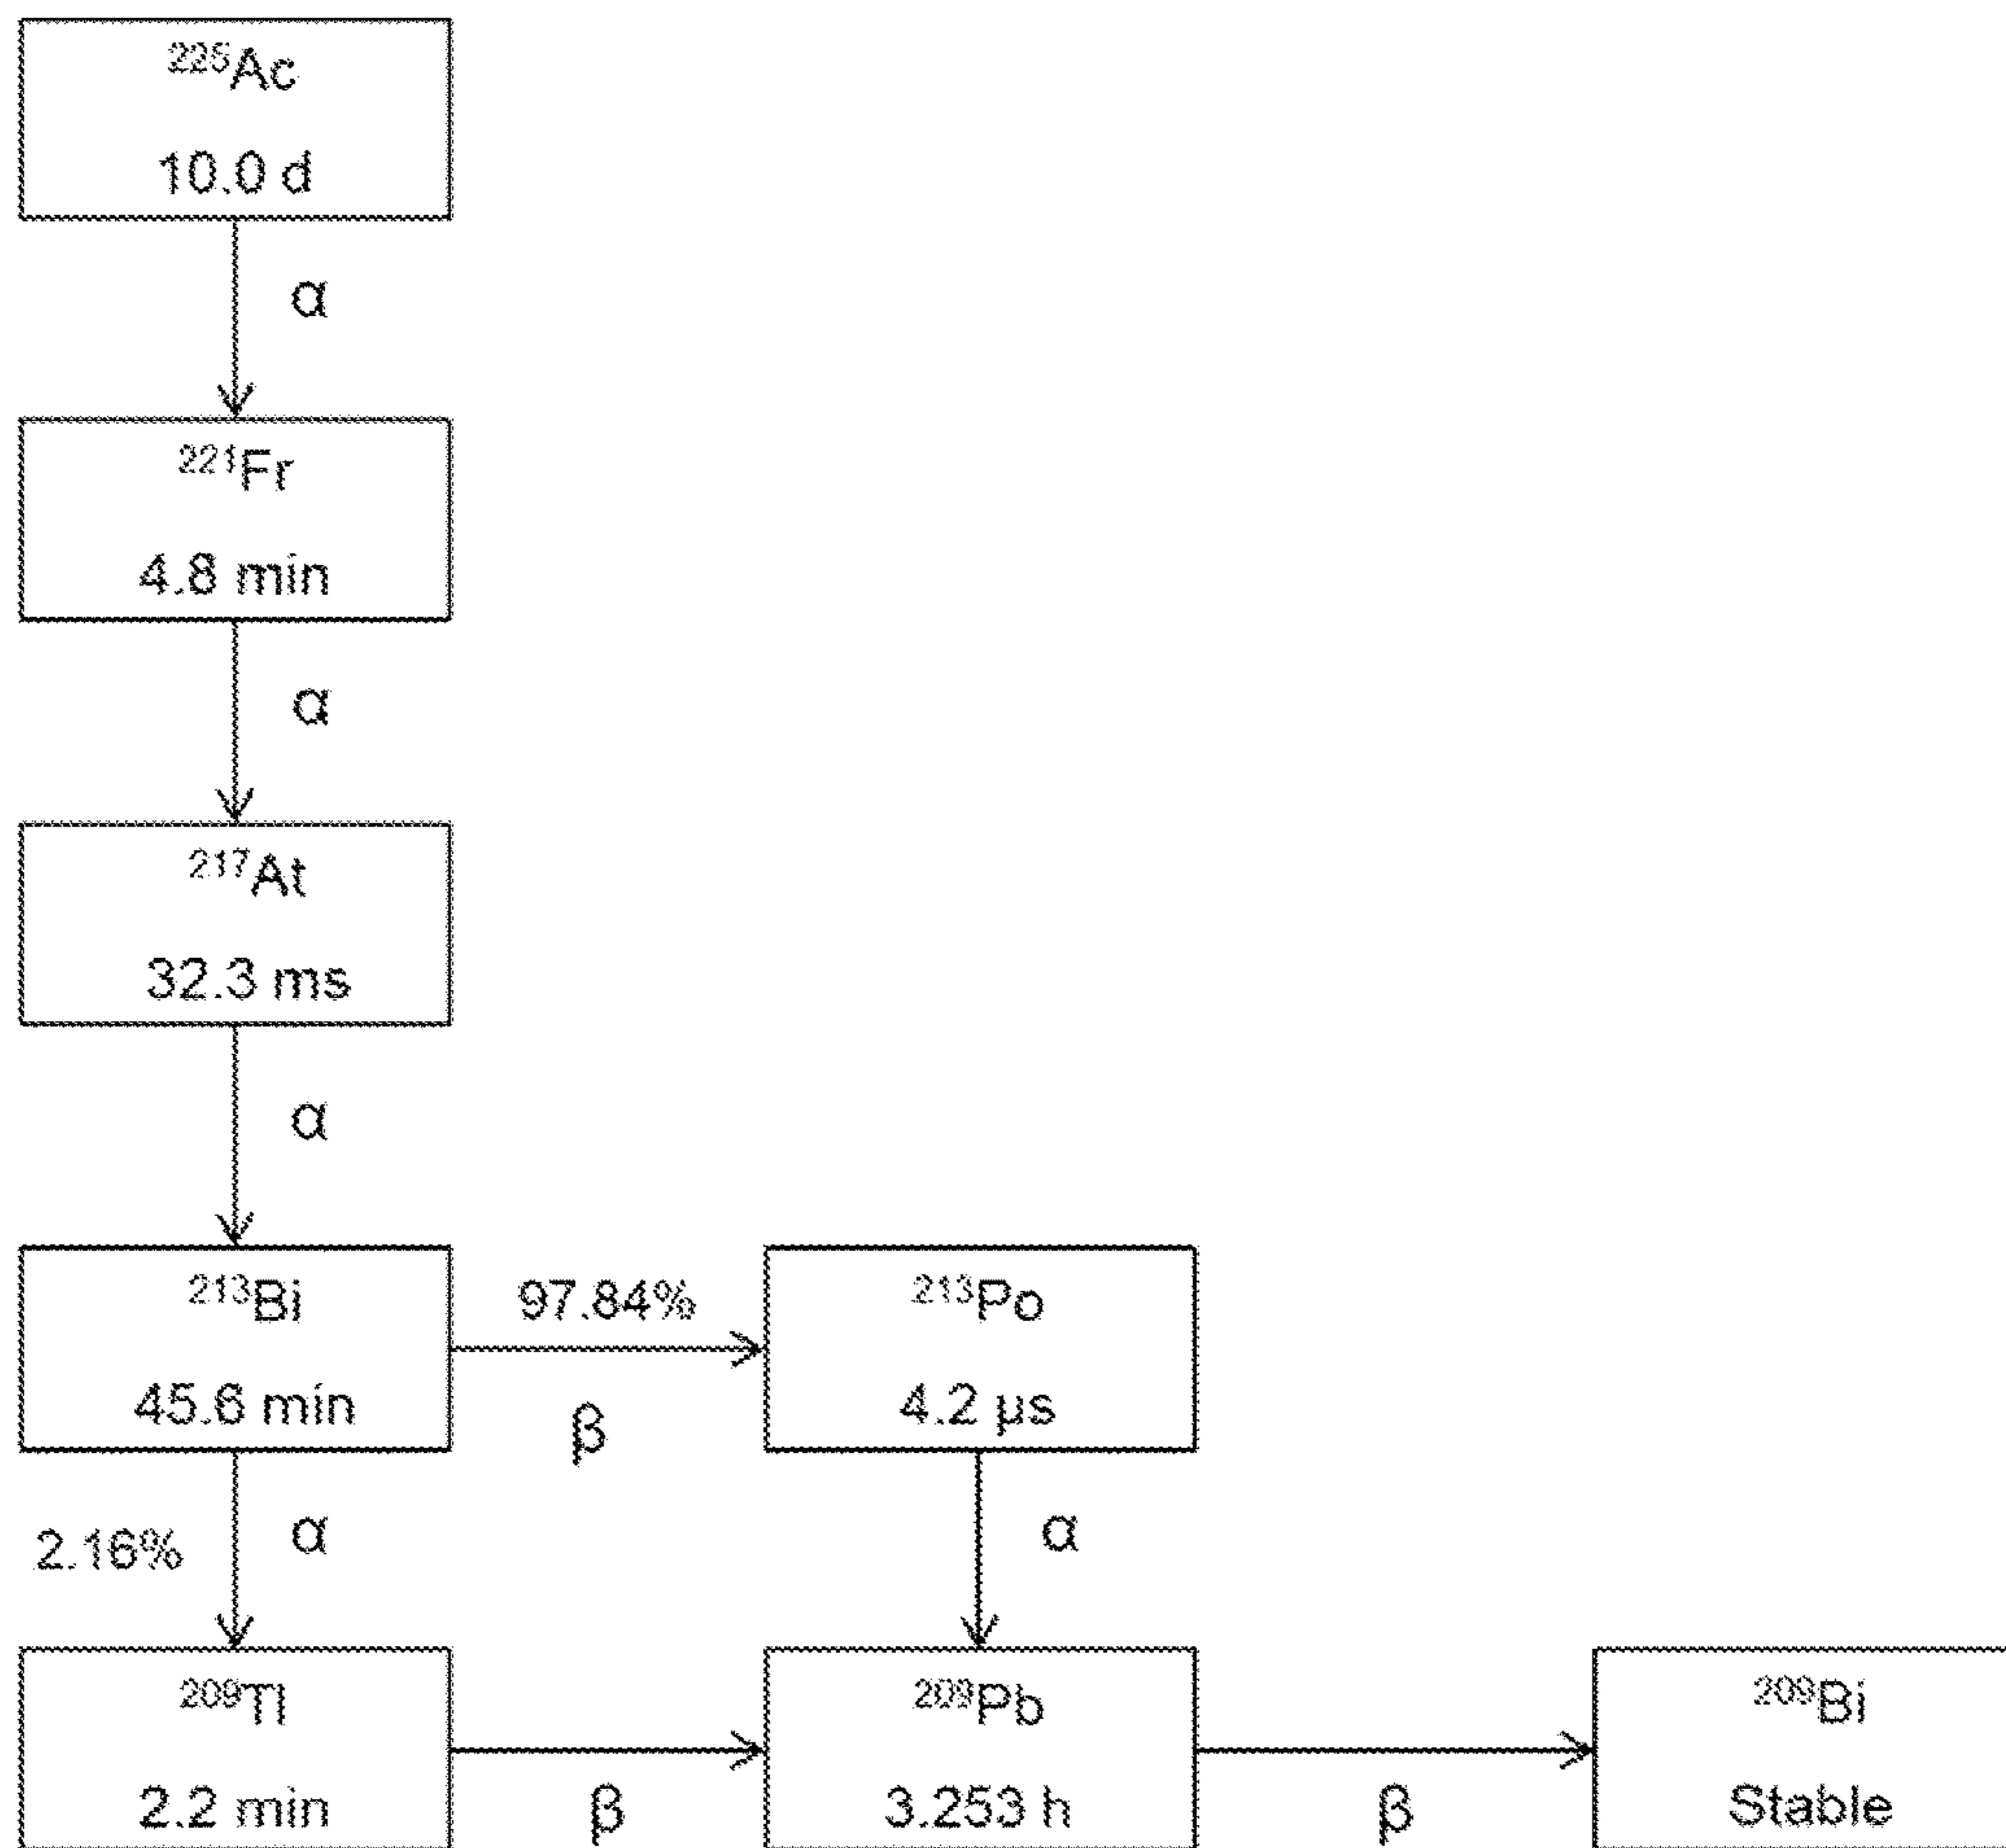 ²²⁵Ac
10.0 d
α
²²¹Fr
4.8 min
α
²¹⁷At
32.3 ms
α
²¹³Bi
45.6 min
97.84%
β
²¹³Po
4.2 μs
2.16%
α
α
²⁰⁹Tl
2.2 min
β
²⁰⁹Pb
3.253 h
β
²⁰⁹Bi
Stable